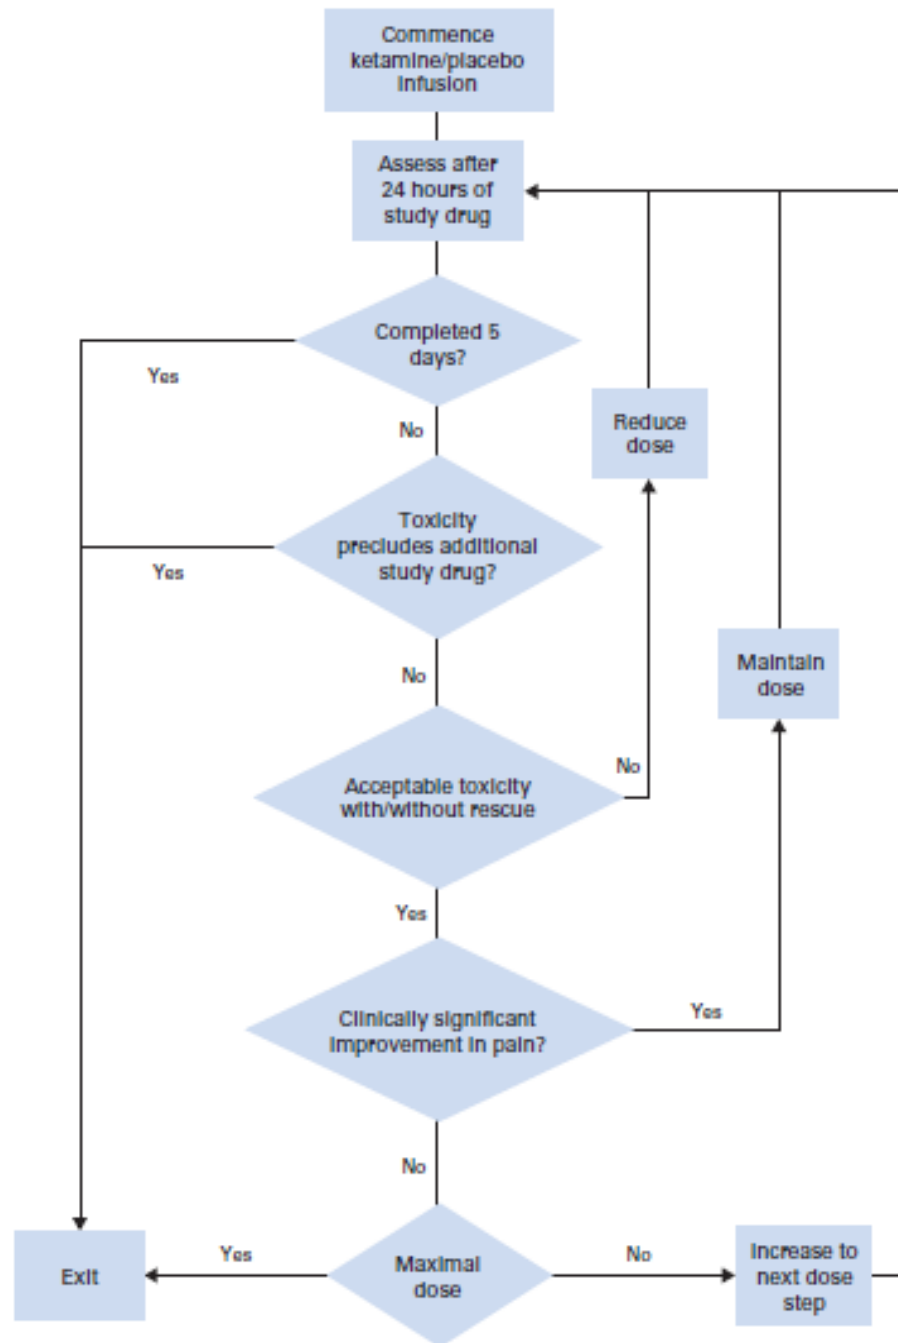 Commence
ketamine/placebo
infusion
Assess after
24 hours of
study drug
Completed 5
days?
Yes
No
Reduce
dose
Toxicity
precludes additional
study drug?
Yes
No
Maintain
dose
Acceptable toxicity
with/without rescue
No
Yes
Clinically significant
improvement in pain?
Yes
No
Exit
Yes
Maximal
dose
No
Increase to
next dose
step